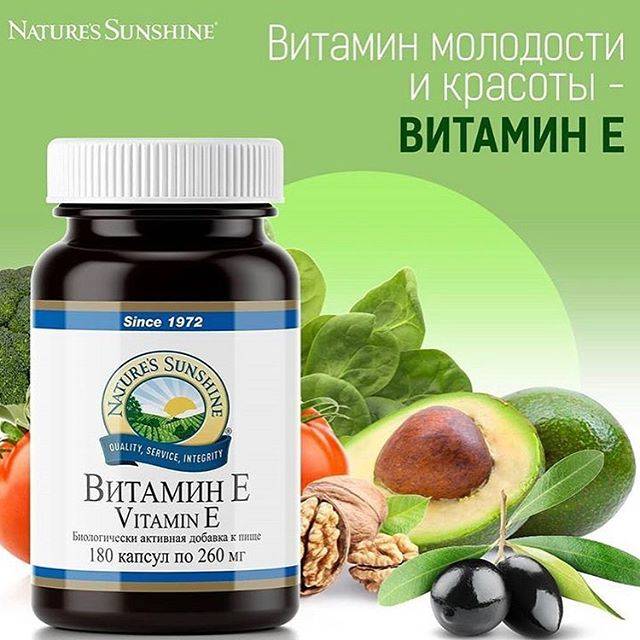 NATURE'S SUNSHINE®
Витамин молодости
и красоты -
ВИТАМИН Е
Since 1972
NATURE'S SUNSHINE®
QUALITY, SERVICE, INTEGRITY
ВИТАМИН Е
VITAMIN E
Биологически активная добавка к пище
180 капсул по 260 мг